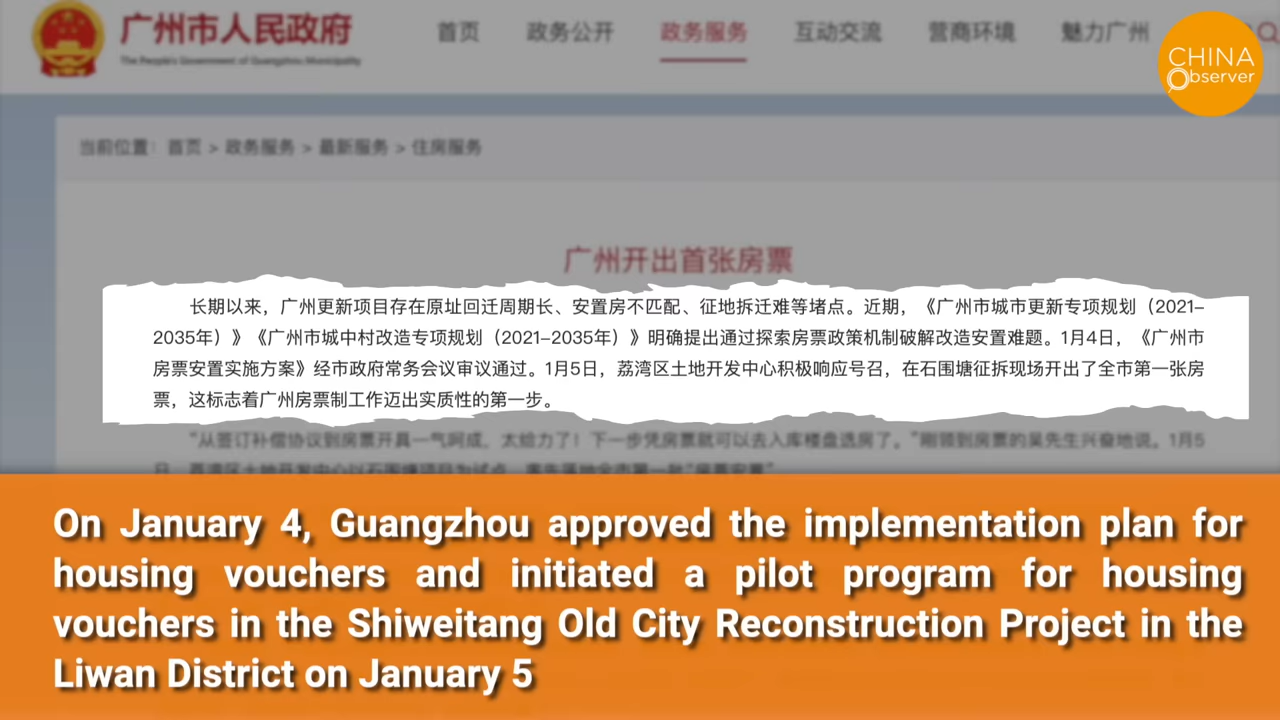 广州市人民政府
The People's Government of Guangzhou Municipality
首页 政务公开 政务服务 互动交流 营商环境 魅力广州
CHINA
Observer
当前位置： 首页 > 政务服务 > 最新服务 > 住房服务
广州开出首张房票
长期以来，广州更新项目存在原址回迁周期长、安置房不匹配、征地拆迁难等堵点。近期，《广州市城市更新专项规划（2021-
2035年）》《广州市城中村改造专项规划（2021-2035年）》明确提出通过探索房票政策机制破解改造安置难题。1月4日，《广州市
房票安置实施方案》经市政府常务会议审议通过。1月5日，荔湾区土地开发中心积极响应号召，在石围塘征拆现场开出了全市第一张房
票，这标志着广州房票制工作迈出实质性的第一步。
“从签订补偿协议到房票开具一气呵成，太给力了！下一步凭房票就可以去入库楼盘选房了。”刚领到房票的吴先生兴奋地说。1月5
On January 4, Guangzhou approved the implementation plan for
housing vouchers and initiated a pilot program for housing
vouchers in the Shiweitang Old City Reconstruction Project in the
Liwan District on January 5